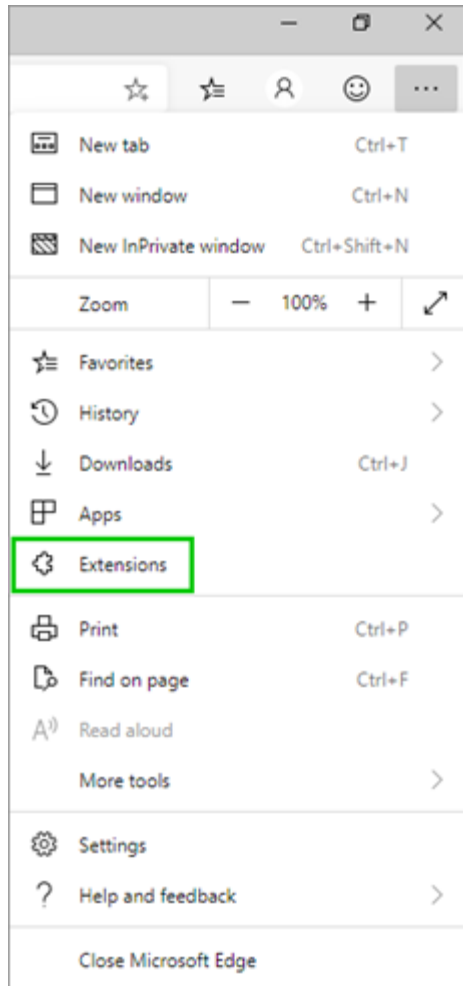 New tab Ctrl+T
New window Ctrl+N
New InPrivate window Ctrl+Shift+N
Zoom — 100% +
Favorites
History
Downloads Ctrl+J
Apps
Extensions
Print Ctrl+P
Find on page Ctrl+F
Read aloud
More tools
Settings
? Help and feedback
Close Microsoft Edge